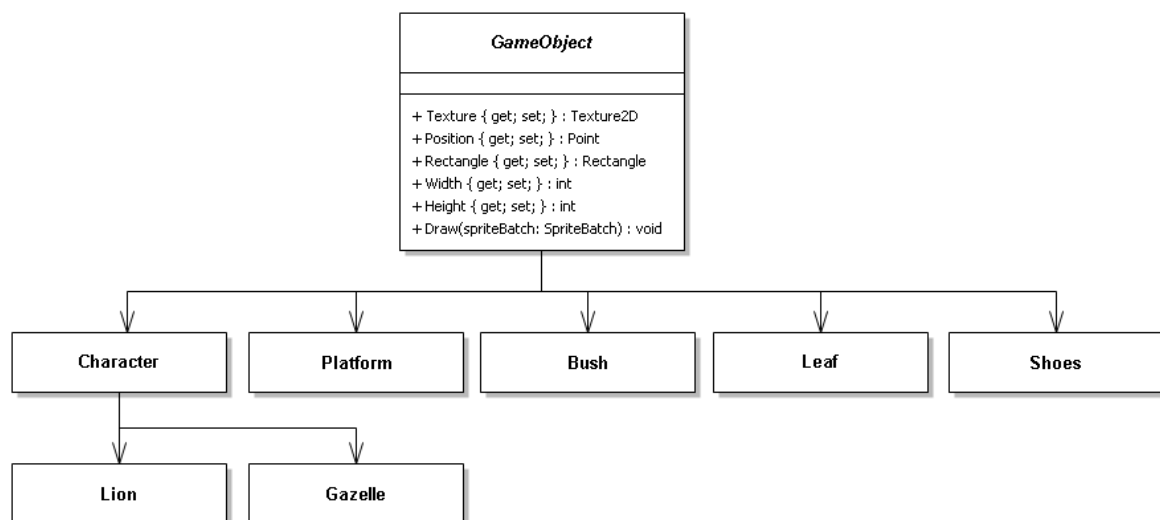 GameObject
+ Texture { get; set; } : Texture2D
+ Position { get; set; } : Point
+ Rectangle { get; set; } : Rectangle
+ Width { get; set; } : int
+ Height { get; set; } : int
+ Draw(spriteBatch: SpriteBatch) : void
Character
Platform
Bush
Leaf
Shoes
Lion
Gazelle